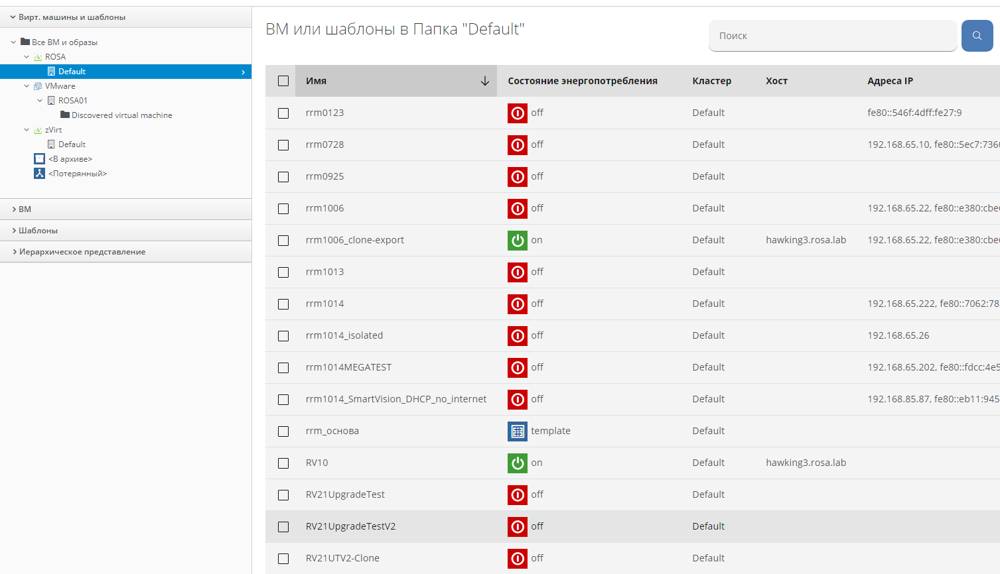 Вирт. машины и шаблоны
Все ВМ и образы
ROSA
Default
VMware
ROSA01
Discovered virtual machine
zVirt
Default
<В архиве>
<Потерянный>
ВМ
Шаблоны
Иерархическое представление
ВМ или шаблоны в Папка "Default"
Поиск
Имя Состояние энергопотребления Кластер Хост Адреса IP
rrm0123 off Default fe80::546f:4dff:fe27:9
rrm0728 off Default 192.168.65.10, fe80::5ec7:736
rrm0925 off Default
rrm1006 off Default 192.168.65.22, fe80::e380:cbe
rrm1006_clone-export on Default hawking3.rosa.lab 192.168.65.22, fe80::e380:cbe
rrm1013 off Default
rrm1014 off Default 192.168.65.222, fe80::7062:78
rrm1014_isolated off Default 192.168.65.26
rrm1014MEGATEST off Default 192.168.65.202, fe80::fdcc:4e5
rrm1014_SmartVision_DHCP_no_internet off Default 192.168.85.87, fe80::eb11:945
rrm_основа template Default
RV10 on Default hawking3.rosa.lab
RV21UpgradeTest off Default
RV21UpgradeTestV2 off Default
RV21UTV2-Clone off Default